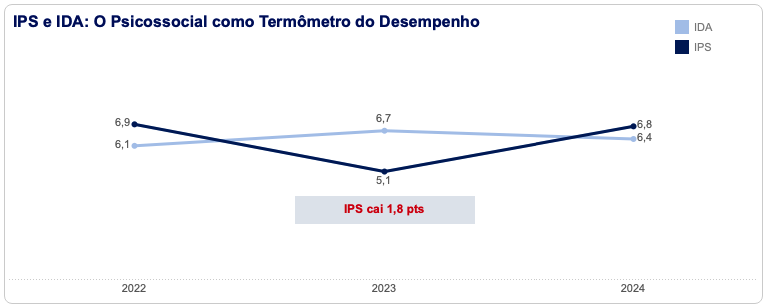 IPS e IDA: O Psicossocial como Termômetro do Desempenho
IDA
IPS
6,9
6,1
6,7
5,1
6,8
6,4
IPS cai 1,8 pts
2022
2023
2024